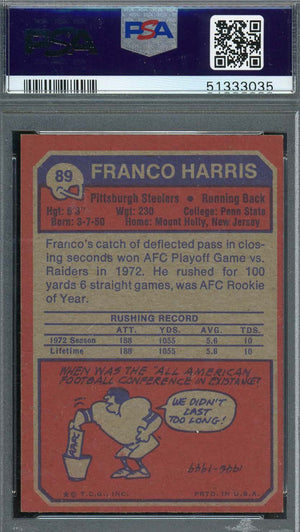 PSA
PSA
51333035
89 FRANCO HARRIS
Pittsburgh Steelers • Running Back
Hgt: 6'3" Wgt: 230 College: Penn State
Born: 3-7-50 Home: Mount Holly, New Jersey
Franco's catch of deflected pass in clos-
ing seconds won AFC Playoff Game vs.
Raiders in 1972. He rushed for 100
yards 6 straight games, was AFC Rookie
of Year.
RUSHING RECORD
ATT. YDS. AVG. TDS.
1972 Season 188 1055 5.6 10
Lifetime 188 1055 5.6 10
WHEN WAS THE "ALL AMERICAN
FOOTBALL CONFERENCE IN EXISTANCE?
WE DIDN'T
LAST
TOO LONG!
AAFC
1946-1949
© T.C.G., INC. PRTD. IN U.S.A.